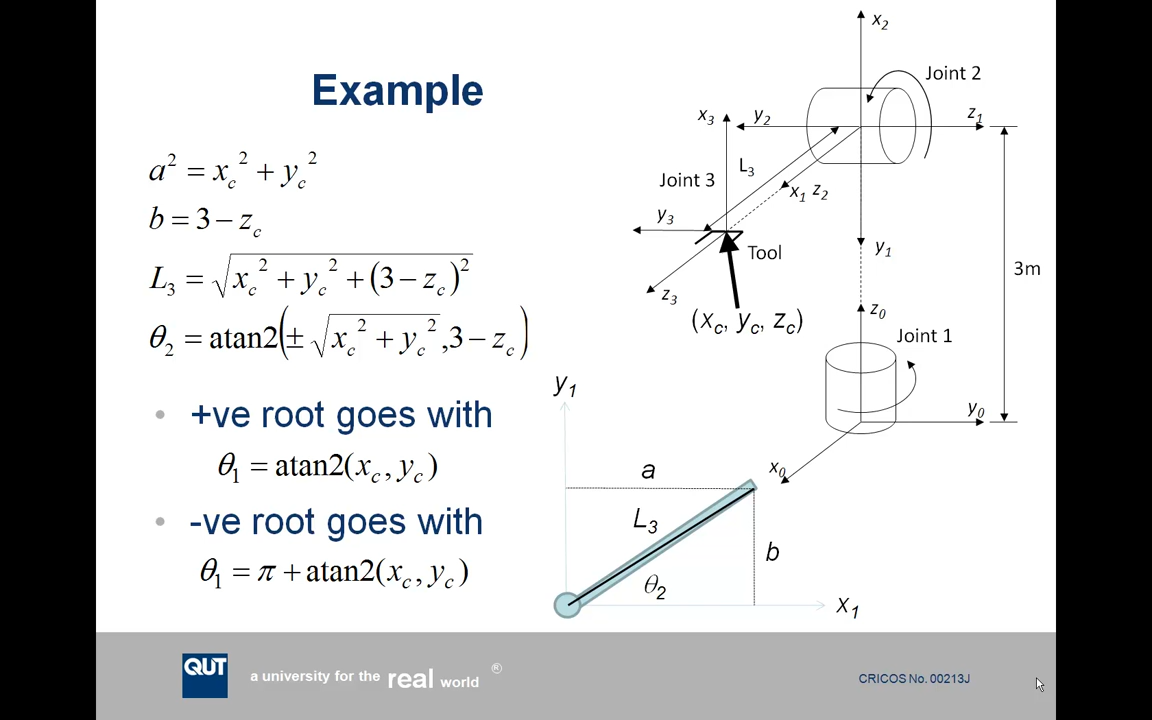 Example
a² = x_c² + y_c²
b = 3 − z_c
L₃ = √(x_c² + y_c² + (3 − z_c)²)
θ₂ = atan2(± √(x_c² + y_c²), 3 − z_c)
• +ve root goes with
θ₁ = atan2(x_c, y_c)
• -ve root goes with
θ₁ = π + atan2(x_c, y_c)
x₂
Joint 2
x₃
y₂
z₁
L₃
Joint 3
x₁ z₂
y₃
Tool
y₁
3m
z₃
z₀
(x_c, y_c, z_c)
Joint 1
y₀
x₀
y₁
a
L₃
b
θ₂
x₁
QUT
a university for the real world ®
CRICOS No. 00213J